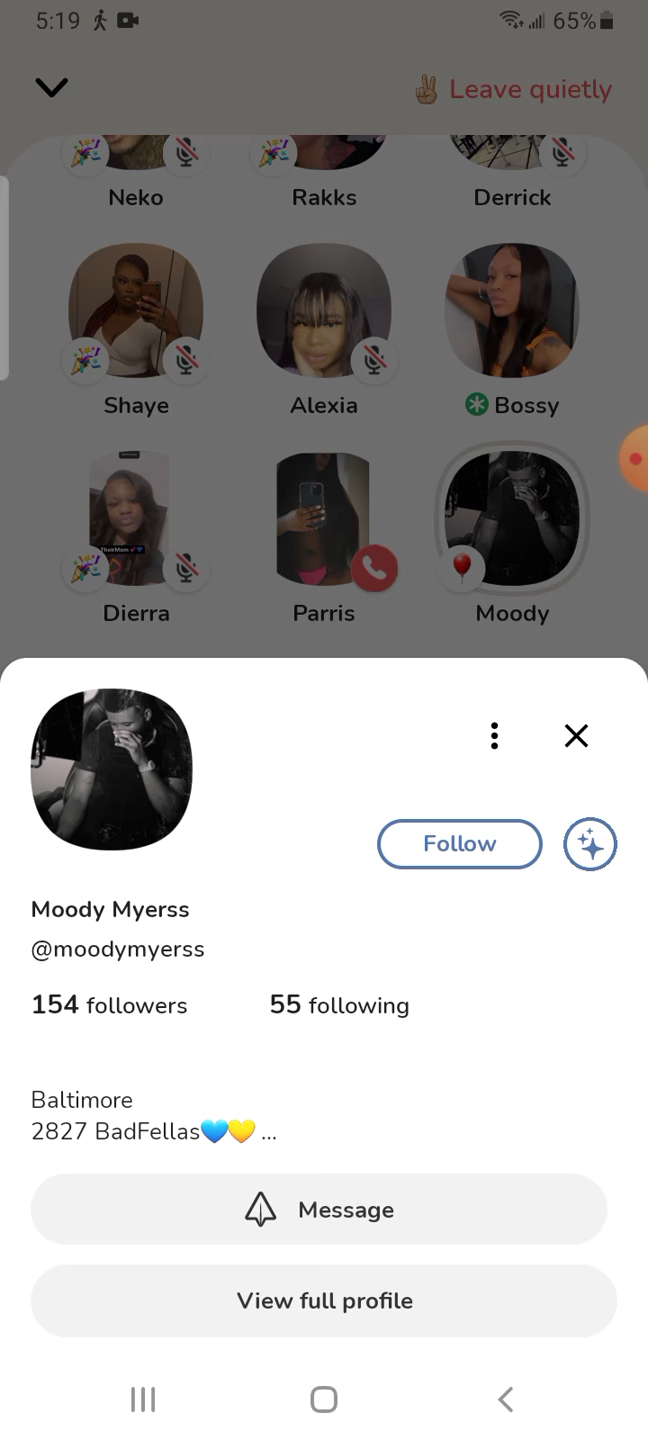 5:19 65%
✌🏼 Leave quietly
Neko Rakks Derrick
Shaye Alexia Bossy
Dierra Parris Moody
Follow
Moody Myerss
@moodymyerss
154 followers 55 following
Baltimore
2827 BadFellas💙💛 ...
Message
View full profile